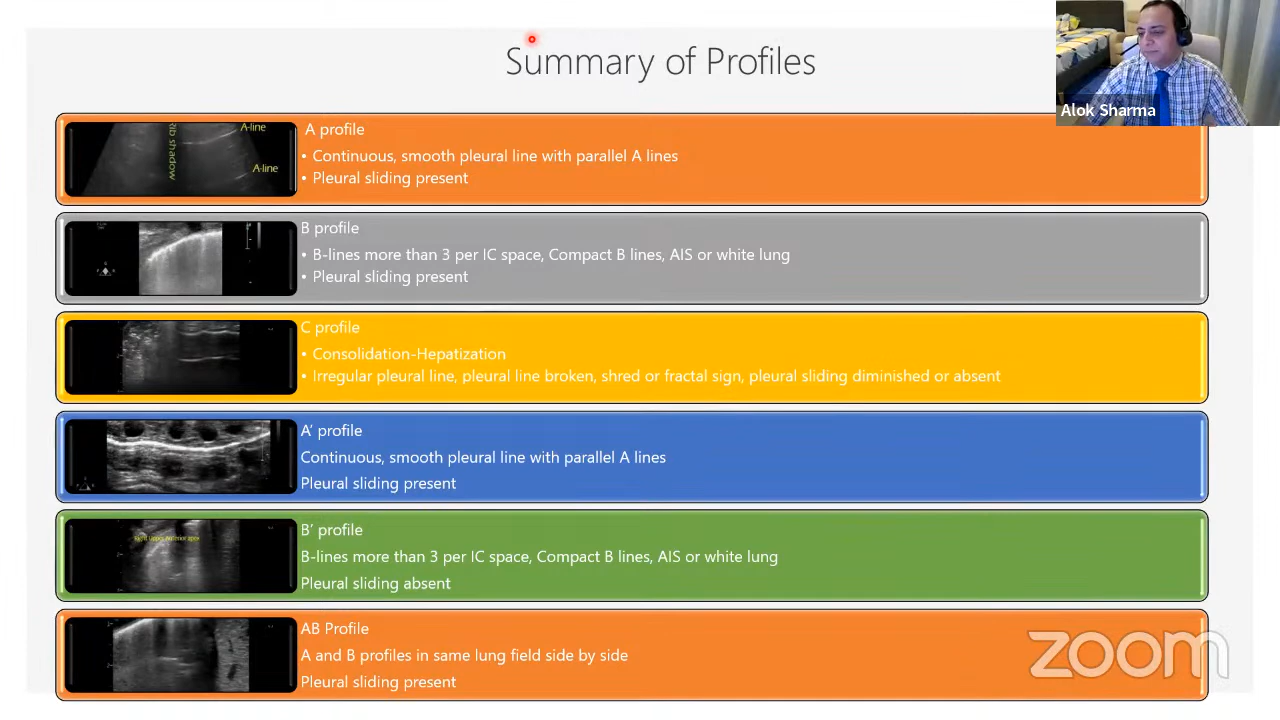 Summary of Profiles
Alok Sharma
A-line
Rib shadow
A-line
A profile
• Continuous, smooth pleural line with parallel A lines
• Pleural sliding present
B profile
• B-lines more than 3 per IC space, Compact B lines, AIS or white lung
• Pleural sliding present
C profile
• Consolidation-Hepatization
• Irregular pleural line, pleural line broken, shred or fractal sign, pleural sliding diminished or absent
A’ profile
Continuous, smooth pleural line with parallel A lines
Pleural sliding present
Right Upper Anterior apex
B’ profile
B-lines more than 3 per IC space, Compact B lines, AIS or white lung
Pleural sliding absent
AB Profile
A and B profiles in same lung field side by side
Pleural sliding present
zoom